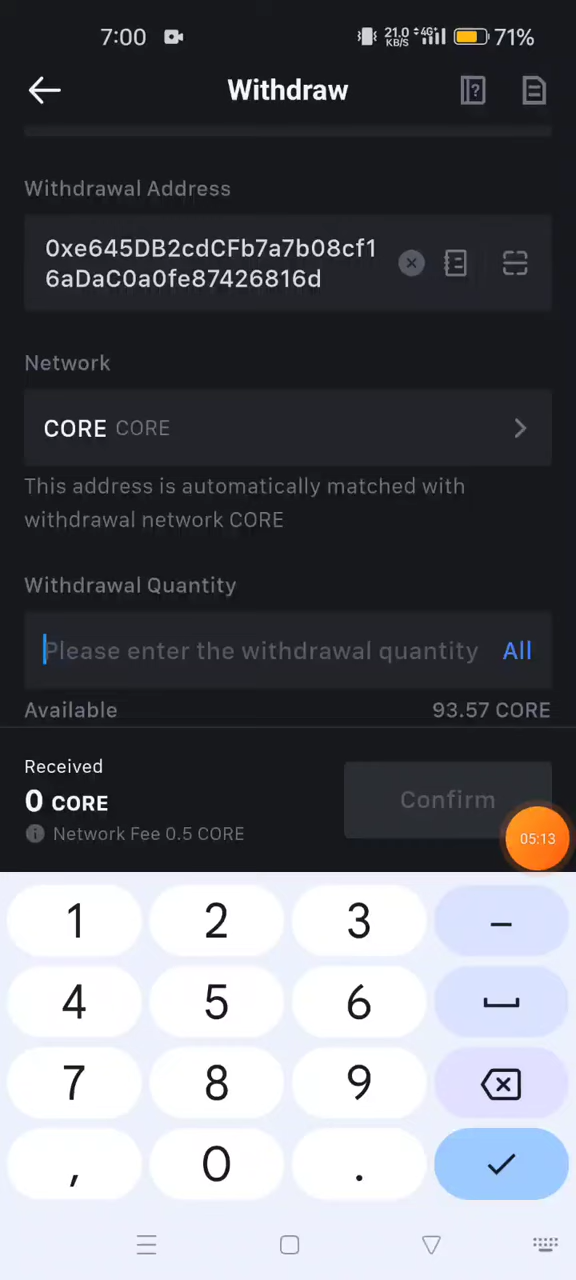 7:00 21.0 KB/S 4G+ 71%
Withdraw
Withdrawal Address
0xe645DB2cdCFb7a7b08cf1
6aDaC0a0fe87426816d
Network
CORE CORE
This address is automatically matched with
withdrawal network CORE
Withdrawal Quantity
Please enter the withdrawal quantity All
Available 93.57 CORE
Received
0 CORE
Network Fee 0.5 CORE
Confirm
05:13
1 2 3 –
4 5 6
7 8 9
, 0 .